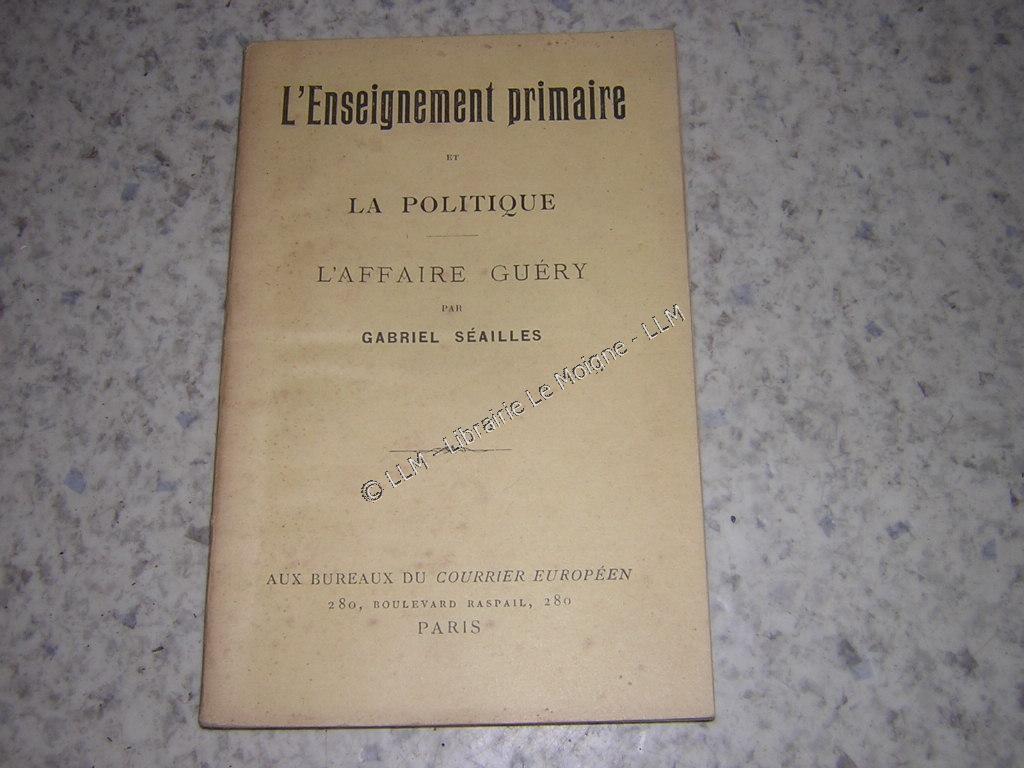 L'Enseignement primaire
ET
LA POLITIQUE
L'AFFAIRE GUÉRY
PAR
GABRIEL SÉAILLES
© LLM - Librairie Le Moigne - LLM
AUX BUREAUX DU COURRIER EUROPÉEN
280, BOULEVARD RASPAIL, 280
PARIS